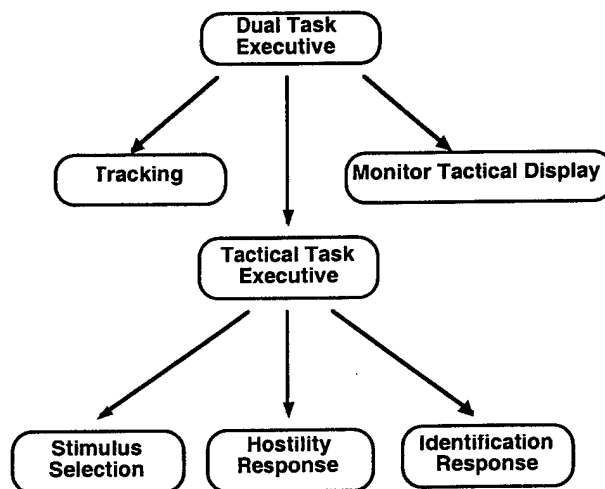 Dual Task
Executive
Tracking
Monitor Tactical Display
Tactical Task
Executive
Stimulus
Selection
Hostility
Response
Identification
Response